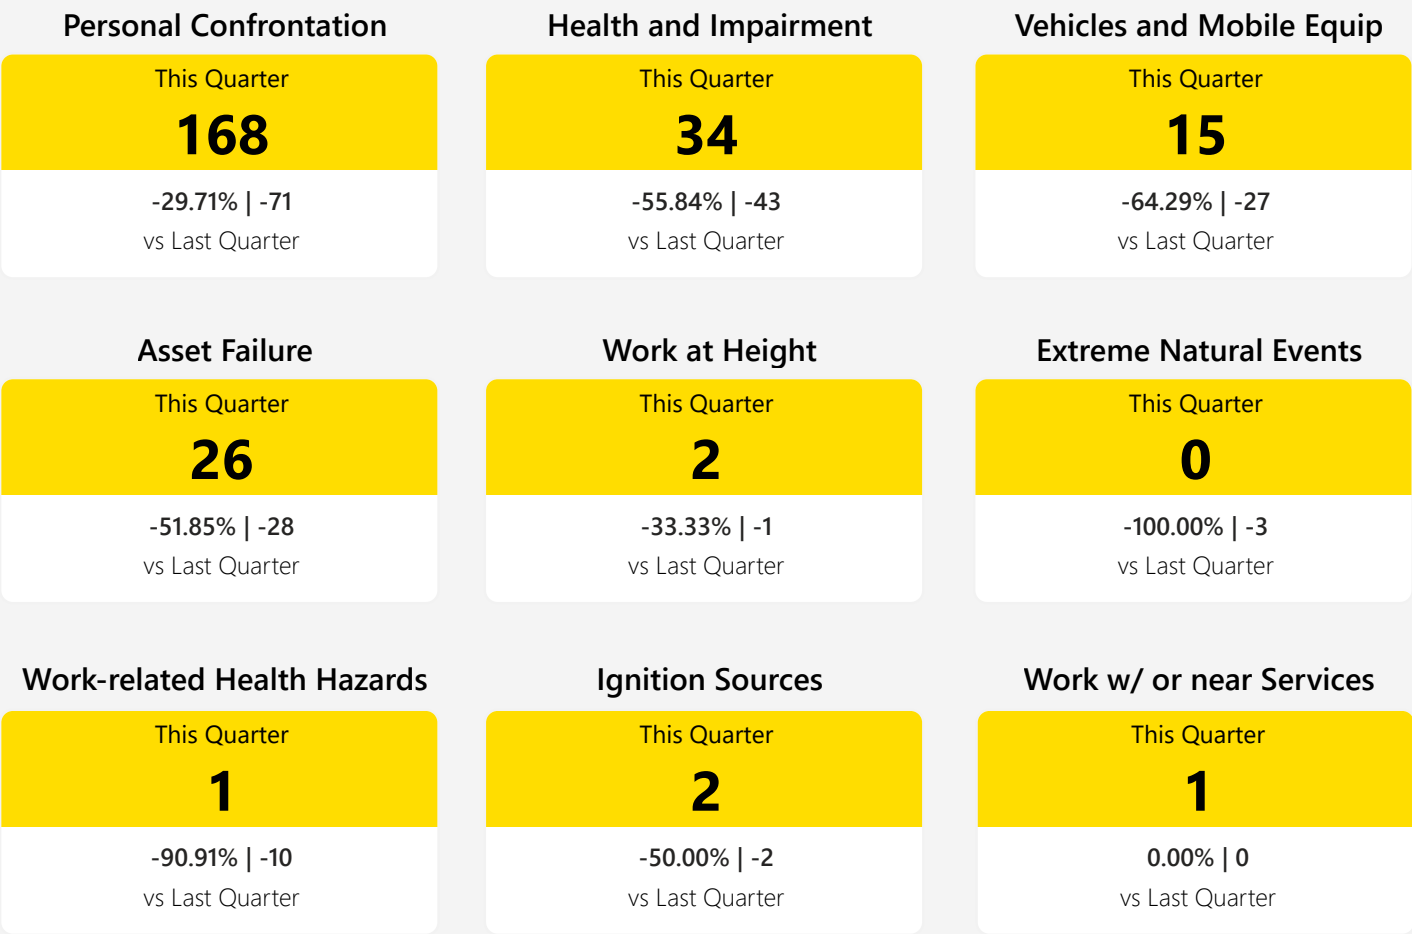 Personal Confrontation
This Quarter
168
-29.71% | -71
vs Last Quarter
Health and Impairment
This Quarter
34
-55.84% | -43
vs Last Quarter
Vehicles and Mobile Equip
This Quarter
15
-64.29% | -27
vs Last Quarter
Asset Failure
This Quarter
26
-51.85% | -28
vs Last Quarter
Work at Height
This Quarter
2
-33.33% | -1
vs Last Quarter
Extreme Natural Events
This Quarter
0
-100.00% | -3
vs Last Quarter
Work-related Health Hazards
This Quarter
1
-90.91% | -10
vs Last Quarter
Ignition Sources
This Quarter
2
-50.00% | -2
vs Last Quarter
Work w/ or near Services
This Quarter
1
0.00% | 0
vs Last Quarter